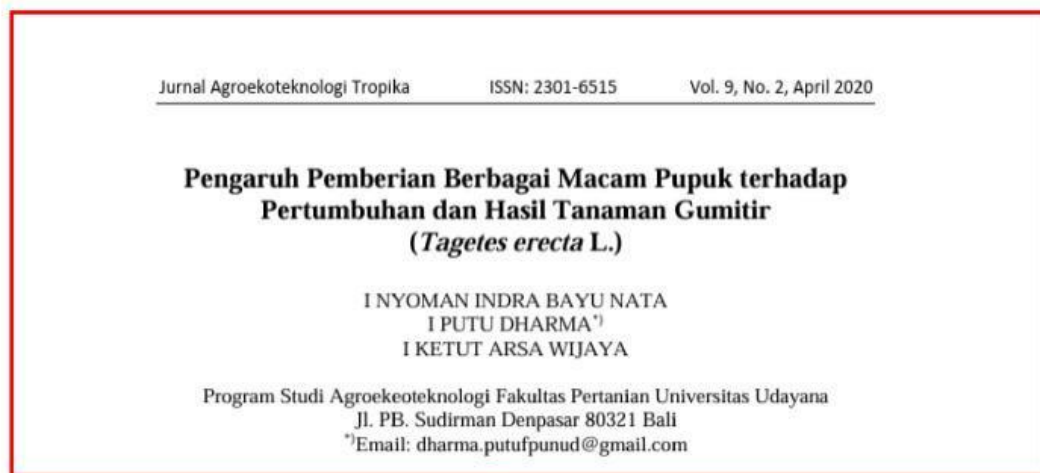 Jurnal Agroekoteknologi Tropika ISSN: 2301-6515 Vol. 9, No. 2, April 2020
Pengaruh Pemberian Berbagai Macam Pupuk terhadap
Pertumbuhan dan Hasil Tanaman Gumitir
(Tagetes erecta L.)
I NYOMAN INDRA BAYU NATA
I PUTU DHARMA*)
I KETUT ARSA WIJAYA
Program Studi Agroekeoteknologi Fakultas Pertanian Universitas Udayana
Jl. PB. Sudirman Denpasar 80321 Bali
*)Email: dharma.putufpunud@gmail.com